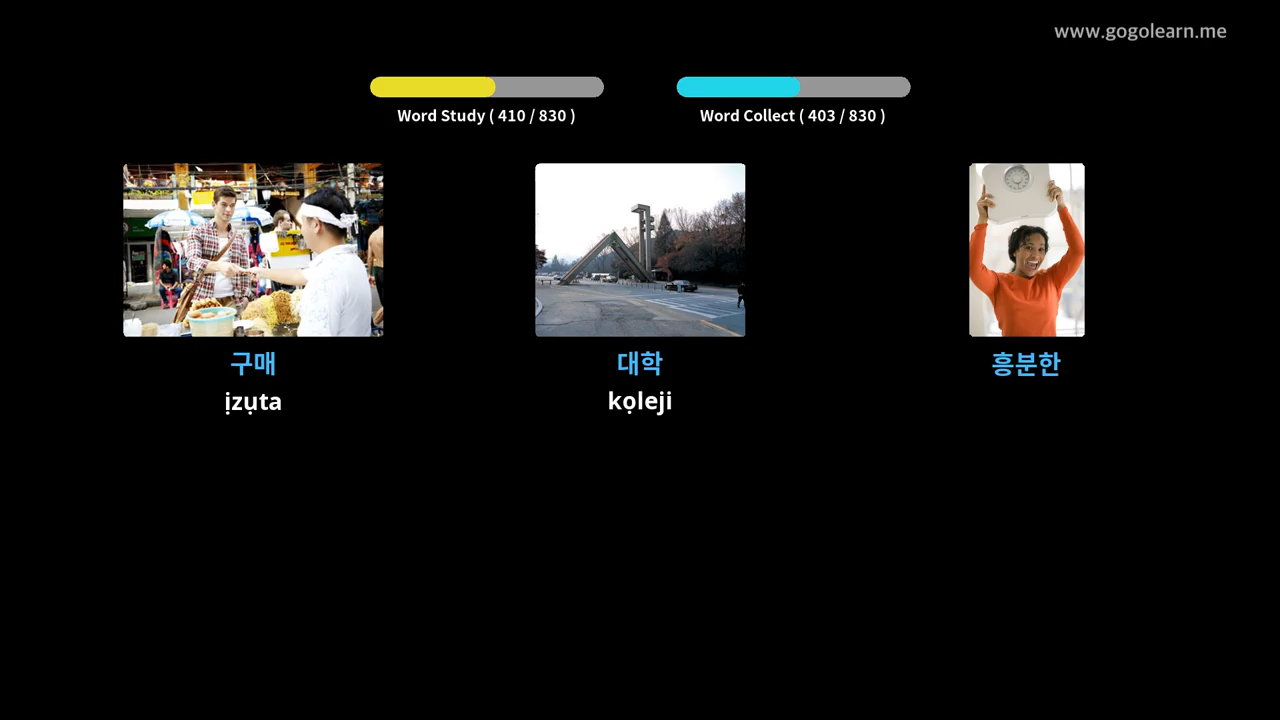 www.gogolearn.me
Word Study ( 410 / 830 )
Word Collect ( 403 / 830 )
구매
ịzụta
대학
kọleji
흥분한